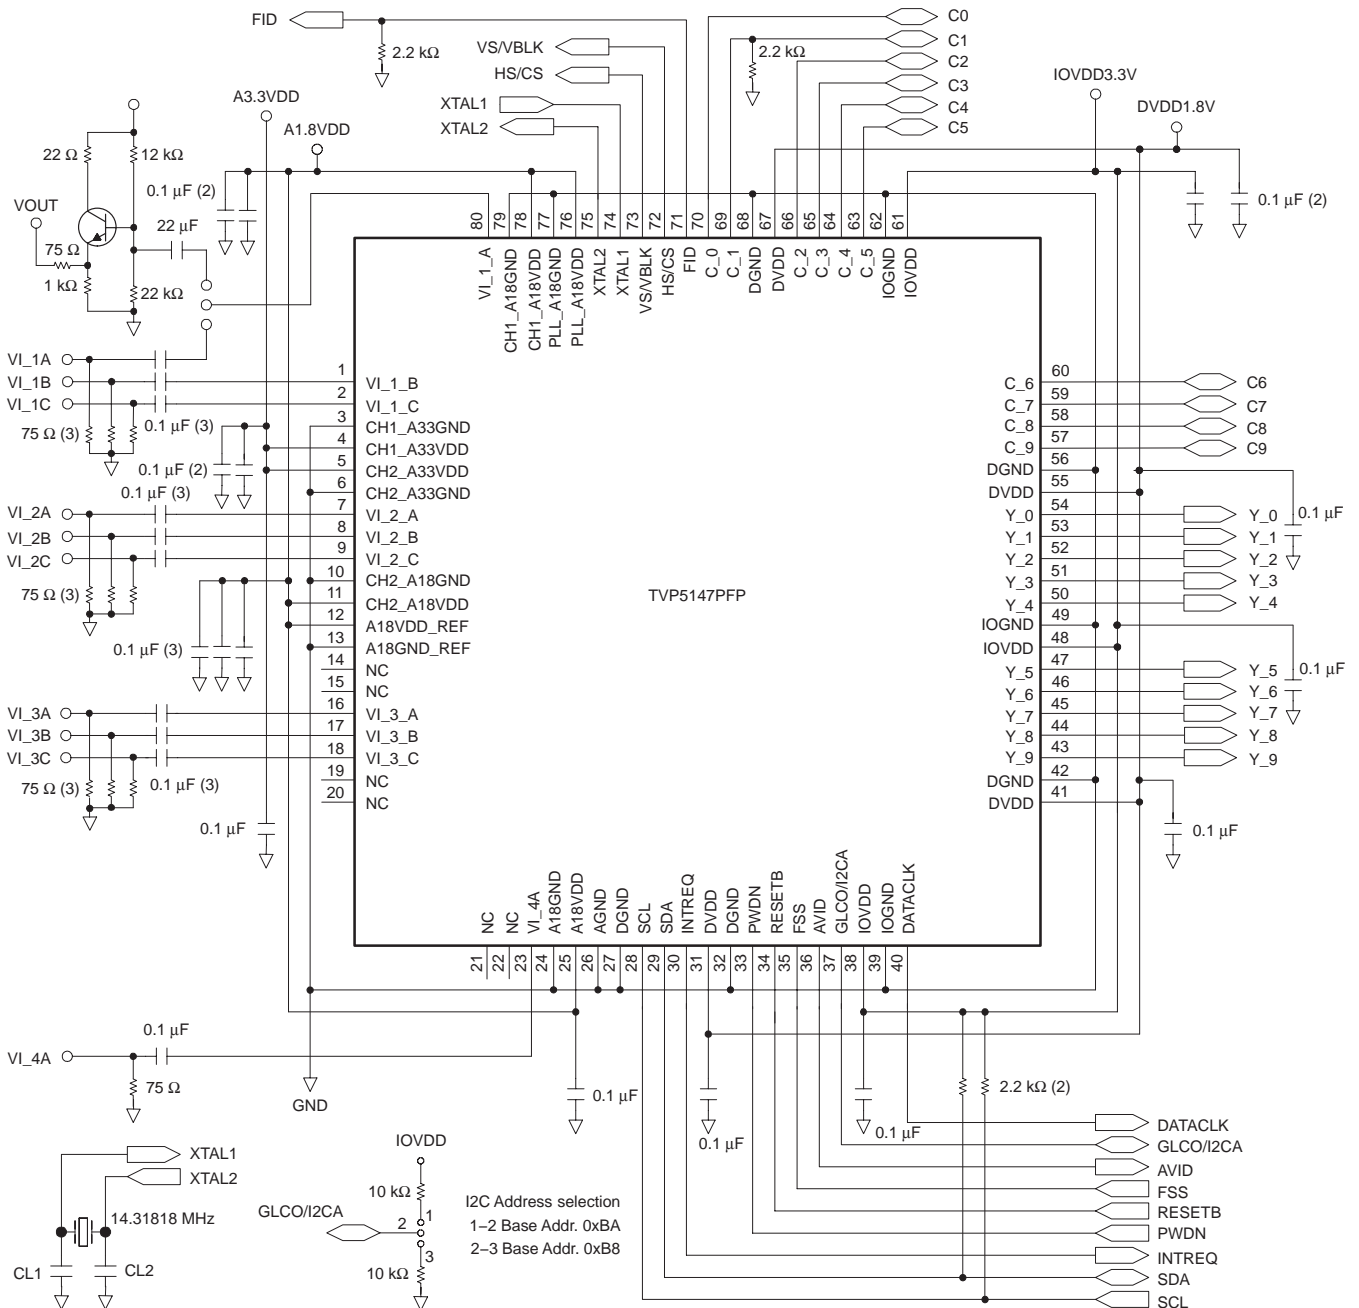 FID
2.2 kΩ
VS/VBLK
HS/CS
XTAL1
XTAL2
C0
C1
2.2 kΩ
C2
C3
C4
C5
IOVDD3.3V
DVDD1.8V
0.1 μF (2)
A3.3VDD
A1.8VDD
22 Ω
12 kΩ
0.1 μF (2)
VOUT
22 μF
75 Ω
1 kΩ
22 kΩ
80
79
78
77
76
75
74
73
72
71
70
69
68
67
66
65
64
63
62
61
VI_1_A
CH1_A18GND
CH1_A18VDD
PLL_A18GND
PLL_A18VDD
XTAL2
XTAL1
VS/VBLK
HS/CS
FID
C_0
C_1
DGND
DVDD
C_2
C_3
C_4
C_5
IOGND
IOVDD
VI_1A
VI_1B
VI_1C
75 Ω (3)
0.1 μF (3)
0.1 μF (2)
0.1 μF (3)
VI_2A
VI_2B
VI_2C
75 Ω (3)
0.1 μF (3)
VI_3A
VI_3B
VI_3C
75 Ω (3)
0.1 μF (3)
0.1 μF
1 VI_1_B
2 VI_1_C
3 CH1_A33GND
4 CH1_A33VDD
5 CH2_A33VDD
6 CH2_A33GND
7 VI_2_A
8 VI_2_B
9 VI_2_C
10 CH2_A18GND
11 CH2_A18VDD
12 A18VDD_REF
13 A18GND_REF
14 NC
15 NC
16 VI_3_A
17 VI_3_B
18 VI_3_C
19 NC
20 NC
TVP5147PFP
C_6 60 C6
C_7 59 C7
C_8 58 C8
C_9 57 C9
DGND 56
DVDD 55
0.1 μF
Y_0 54 Y_0
Y_1 53 Y_1
Y_2 52 Y_2
Y_3 51 Y_3
Y_4 50 Y_4
IOGND 49
IOVDD 48
0.1 μF
Y_5 47 Y_5
Y_6 46 Y_6
Y_7 45 Y_7
Y_8 44 Y_8
Y_9 43 Y_9
DGND 42
DVDD 41
0.1 μF
NC
NC
VI_4A
A18GND
A18VDD
AGND
DGND
SCL
SDA
INTREQ
DVDD
DGND
PWDN
RESETB
FSS
AVID
GLCO/I2CA
IOVDD
IOGND
DATACLK
21
22
23
24
25
26
27
28
29
30
31
32
33
34
35
36
37
38
39
40
0.1 μF
VI_4A
75 Ω
GND
0.1 μF
0.1 μF
0.1 μF
2.2 kΩ (2)
DATACLK
GLCO/I2CA
AVID
FSS
RESETB
PWDN
INTREQ
SDA
SCL
XTAL1
XTAL2
14.31818 MHz
CL1
CL2
IOVDD
10 kΩ
GLCO/I2CA
1
2
3
10 kΩ
I2C Address selection
1–2 Base Addr. 0xBA
2–3 Base Addr. 0xB8